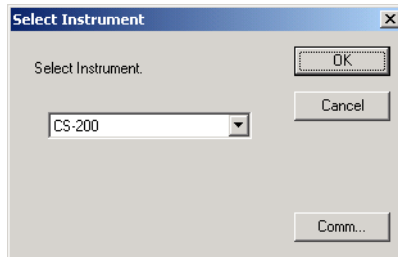 Select Instrument
Select Instrument.
OK
Cancel
CS-200
Comm...